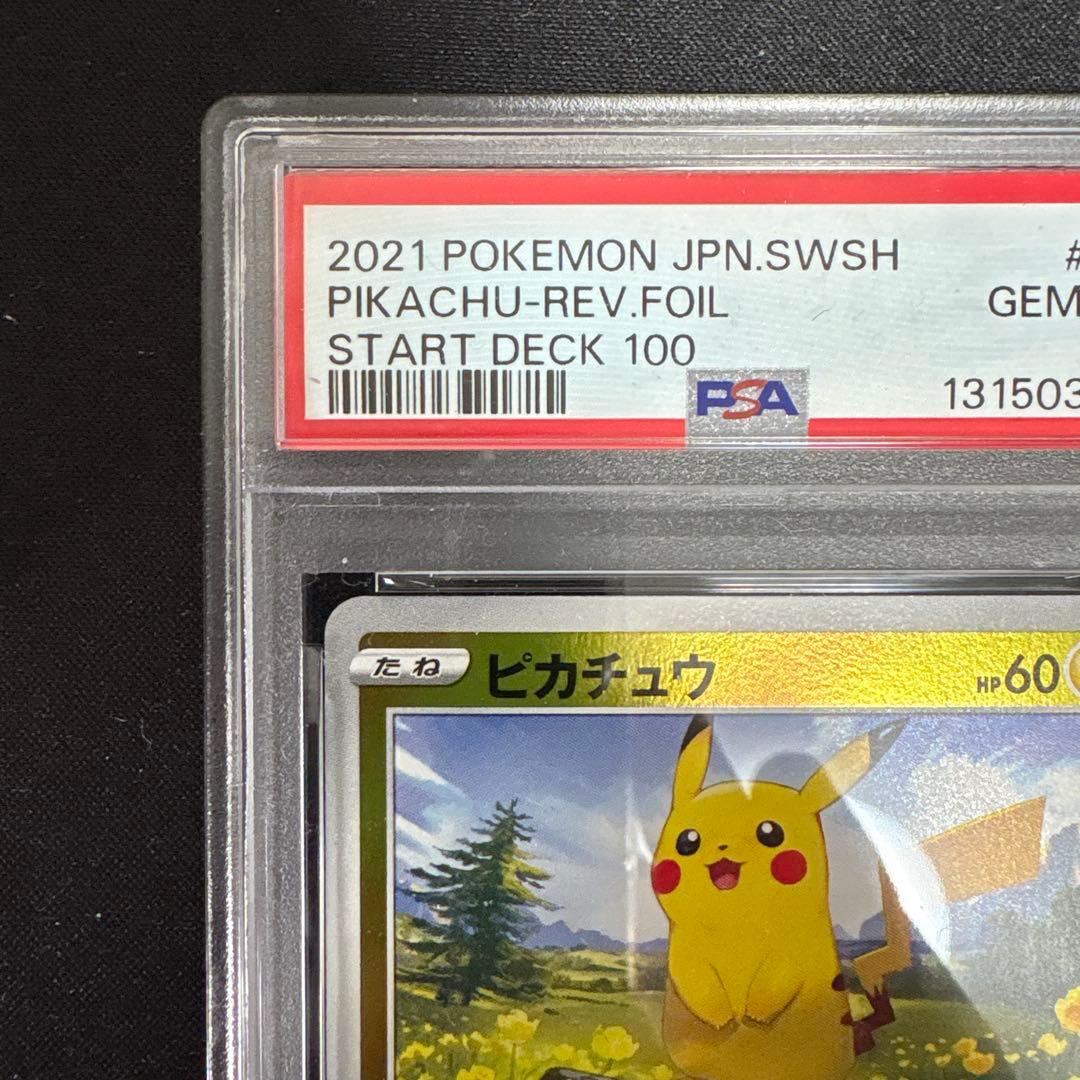 2021 POKEMON JPN.SWSH #
PIKACHU-REV.FOIL GEM
START DECK 100
PSA 131503
たね ピカチュウ HP60